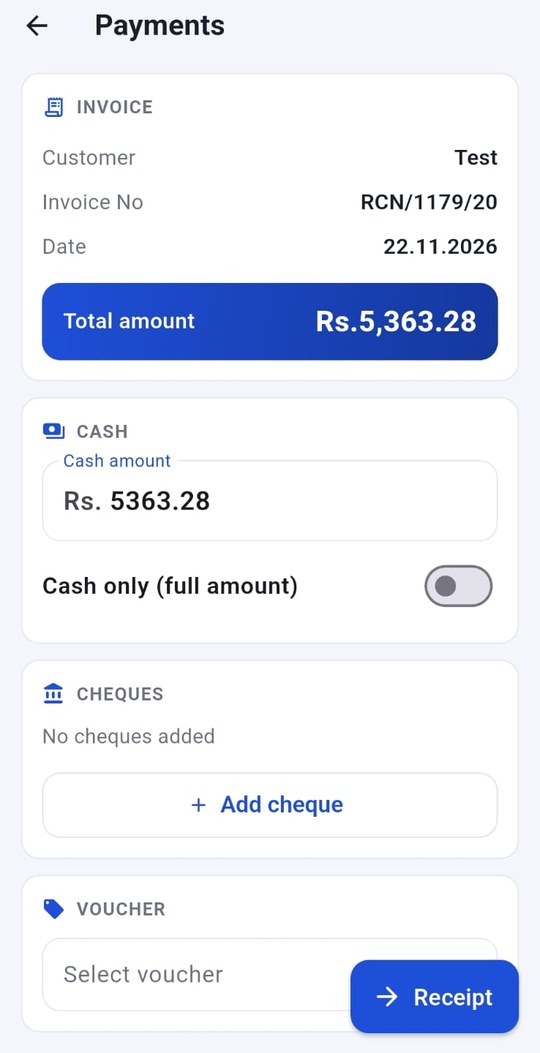 Payments
INVOICE
Customer Test
Invoice No RCN/1179/20
Date 22.11.2026
Total amount Rs.5,363.28
CASH
Cash amount
Rs. 5363.28
Cash only (full amount)
CHEQUES
No cheques added
+ Add cheque
VOUCHER
Select voucher
Receipt